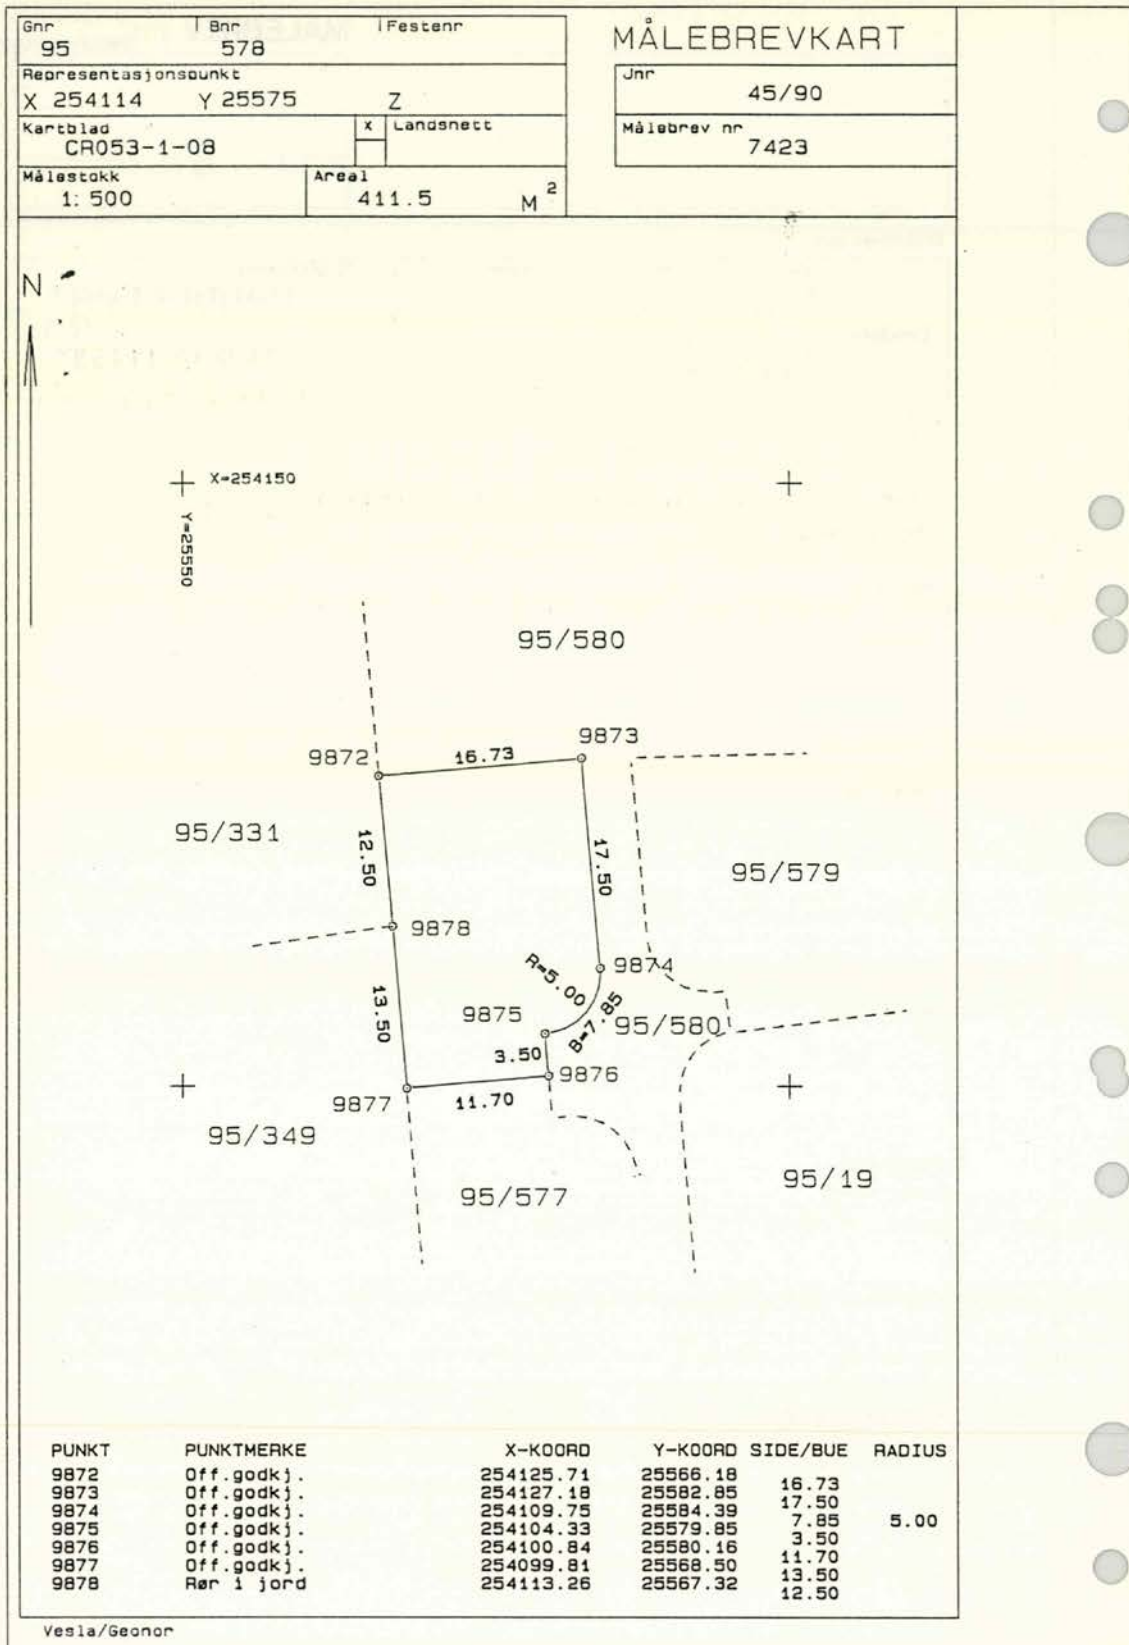 Gnr Bnr Festenr
95 578
MÅLEBREVKART
Representasjonspunkt
X 254114 Y 25575 Z
Jnr
45/90
Kartblad x Landsnett
CR053-1-08
Målebrev nr
7423
Målestokk Areal
1: 500 411.5 M 2
N
X=254150
Y=25550
95/580
9873
9872
16.73
95/331
12.50
17.50
95/579
9878
9874
R=5.00
13.50
9875
B=7.85
95/580
3.50
9876
9877
11.70
95/349
95/577
95/19
PUNKT PUNKTMERKE X-KOORD Y-KOORD SIDE/BUE RADIUS
9872 Off.godkj. 254125.71 25566.18
16.73
9873 Off.godkj. 254127.18 25582.85
17.50
9874 Off.godkj. 254109.75 25584.39
7.85 5.00
9875 Off.godkj. 254104.33 25579.85
3.50
9876 Off.godkj. 254100.84 25580.16
11.70
9877 Off.godkj. 254099.81 25568.50
13.50
9878 Rør i jord 254113.26 25567.32
12.50
Vesla/Geonor